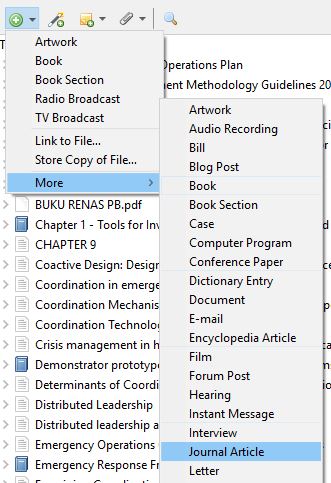 Artwork
Book
Book Section
Radio Broadcast
TV Broadcast
Link to File...
Store Copy of File...
More
Operations Plan
ment Methodology Guidelines 20
Artwork
Audio Recording
Bill
Blog Post
Book
Book Section
Case
Computer Program
Conference Paper
Dictionary Entry
Document
E-mail
Encyclopedia Article
Film
Forum Post
Hearing
Instant Message
Interview
Journal Article
Letter
BUKU RENAS PB.pdf
Chapter 1 - Tools for Inv
CHAPTER 9
Coactive Design: Design
Coordination in emerge
Coordination Mechanis
Coordination Technolog
Crisis management in h
Demonstrator prototype
Determinants of Coordi
Distributed Leadership
Distributed leadership a
Emergency Operations
Emergency Response Fr